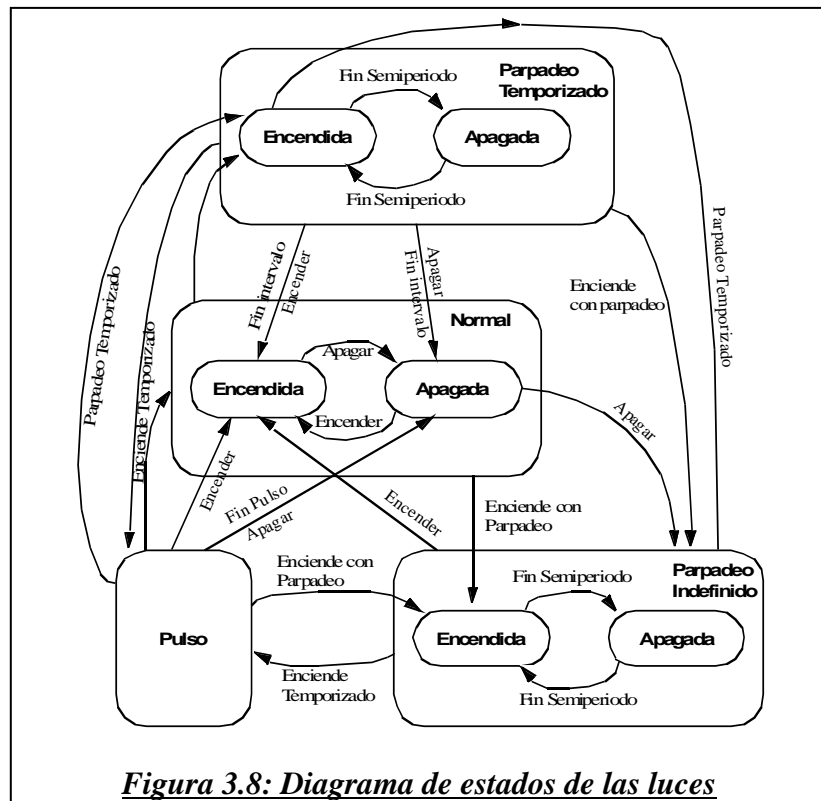 Parpadeo
Temporizado
Fin Semiperiodo
Encendida
Apagada
Fin Semiperiodo
Parpadeo Temporizado
Enciende Temporizado
Fin intervalo
Encender
Apagar
Fin intervalo
Enciende
con parpadeo
Parpadeo Temporizado
Normal
Apagar
Encendida
Apagada
Encender
Apagar
Encender
Fin Pulso
Apagar
Encender
Enciende con
Parpadeo
Enciende con
Parpadeo
Parpadeo
Indefinido
Fin Semiperiodo
Pulso
Encendida
Apagada
Enciende
Temporizado
Fin Semiperiodo
Figura 3.8: Diagrama de estados de las luces